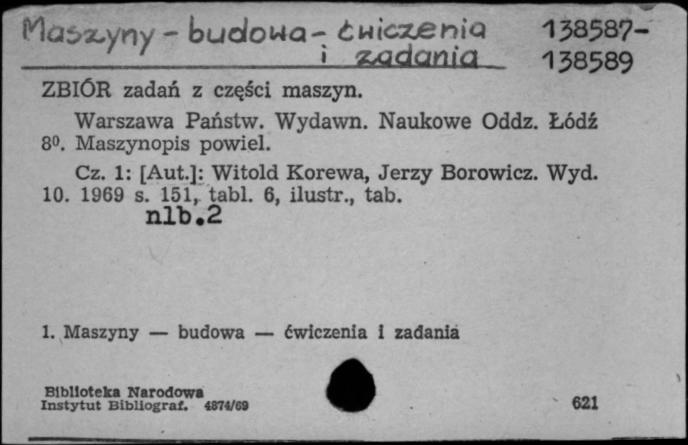 Maszyny - budowa - ćwiczenia 138587-
i zadania 138589
ZBIÓR zadań z części maszyn.
Warszawa Państw. Wydawn. Naukowe Oddz. Łódź
8⁰. Maszynopis powiel.
Cz. 1: [Aut.]: Witold Korewa, Jerzy Borowicz. Wyd.
10. 1969 s. 151, tabl. 6, ilustr., tab.
nlb.2
1. Maszyny — budowa — ćwiczenia i zadania
Biblioteka Narodowa
Instytut Bibliograf. 4874/69 621